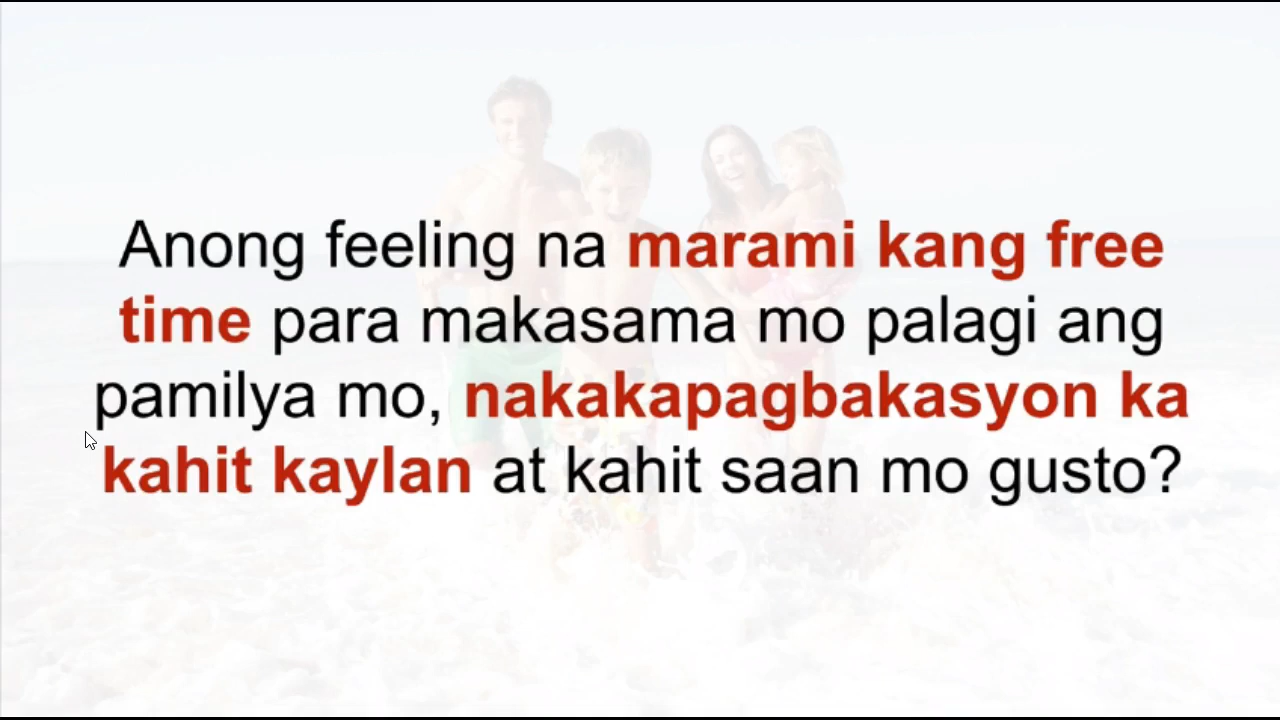 Anong feeling na marami kang free
time para makasama mo palagi ang
pamilya mo, nakakapagbakasyon ka
kahit kaylan at kahit saan mo gusto?